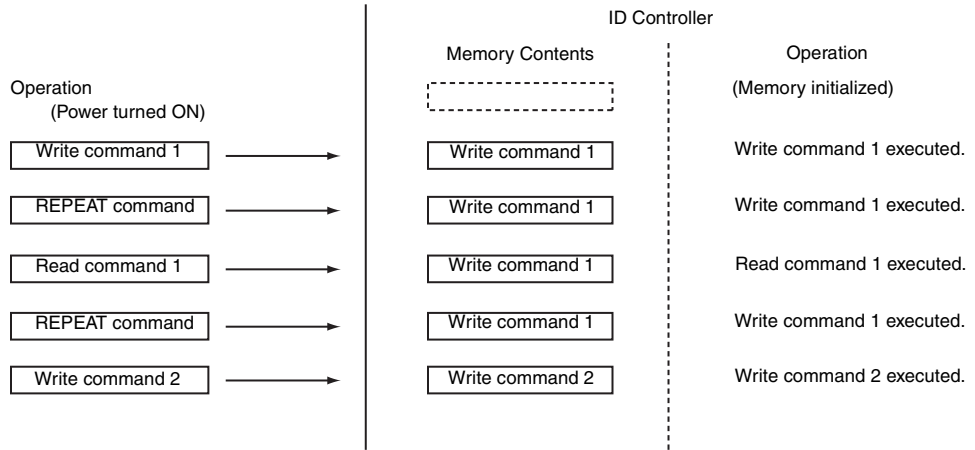 ID Controller
Memory Contents
Operation
Operation
(Power turned ON)
(Memory initialized)
Write command 1
Write command 1
Write command 1 executed.
REPEAT command
Write command 1
Write command 1 executed.
Read command 1
Write command 1
Read command 1 executed.
REPEAT command
Write command 1
Write command 1 executed.
Write command 2
Write command 2
Write command 2 executed.